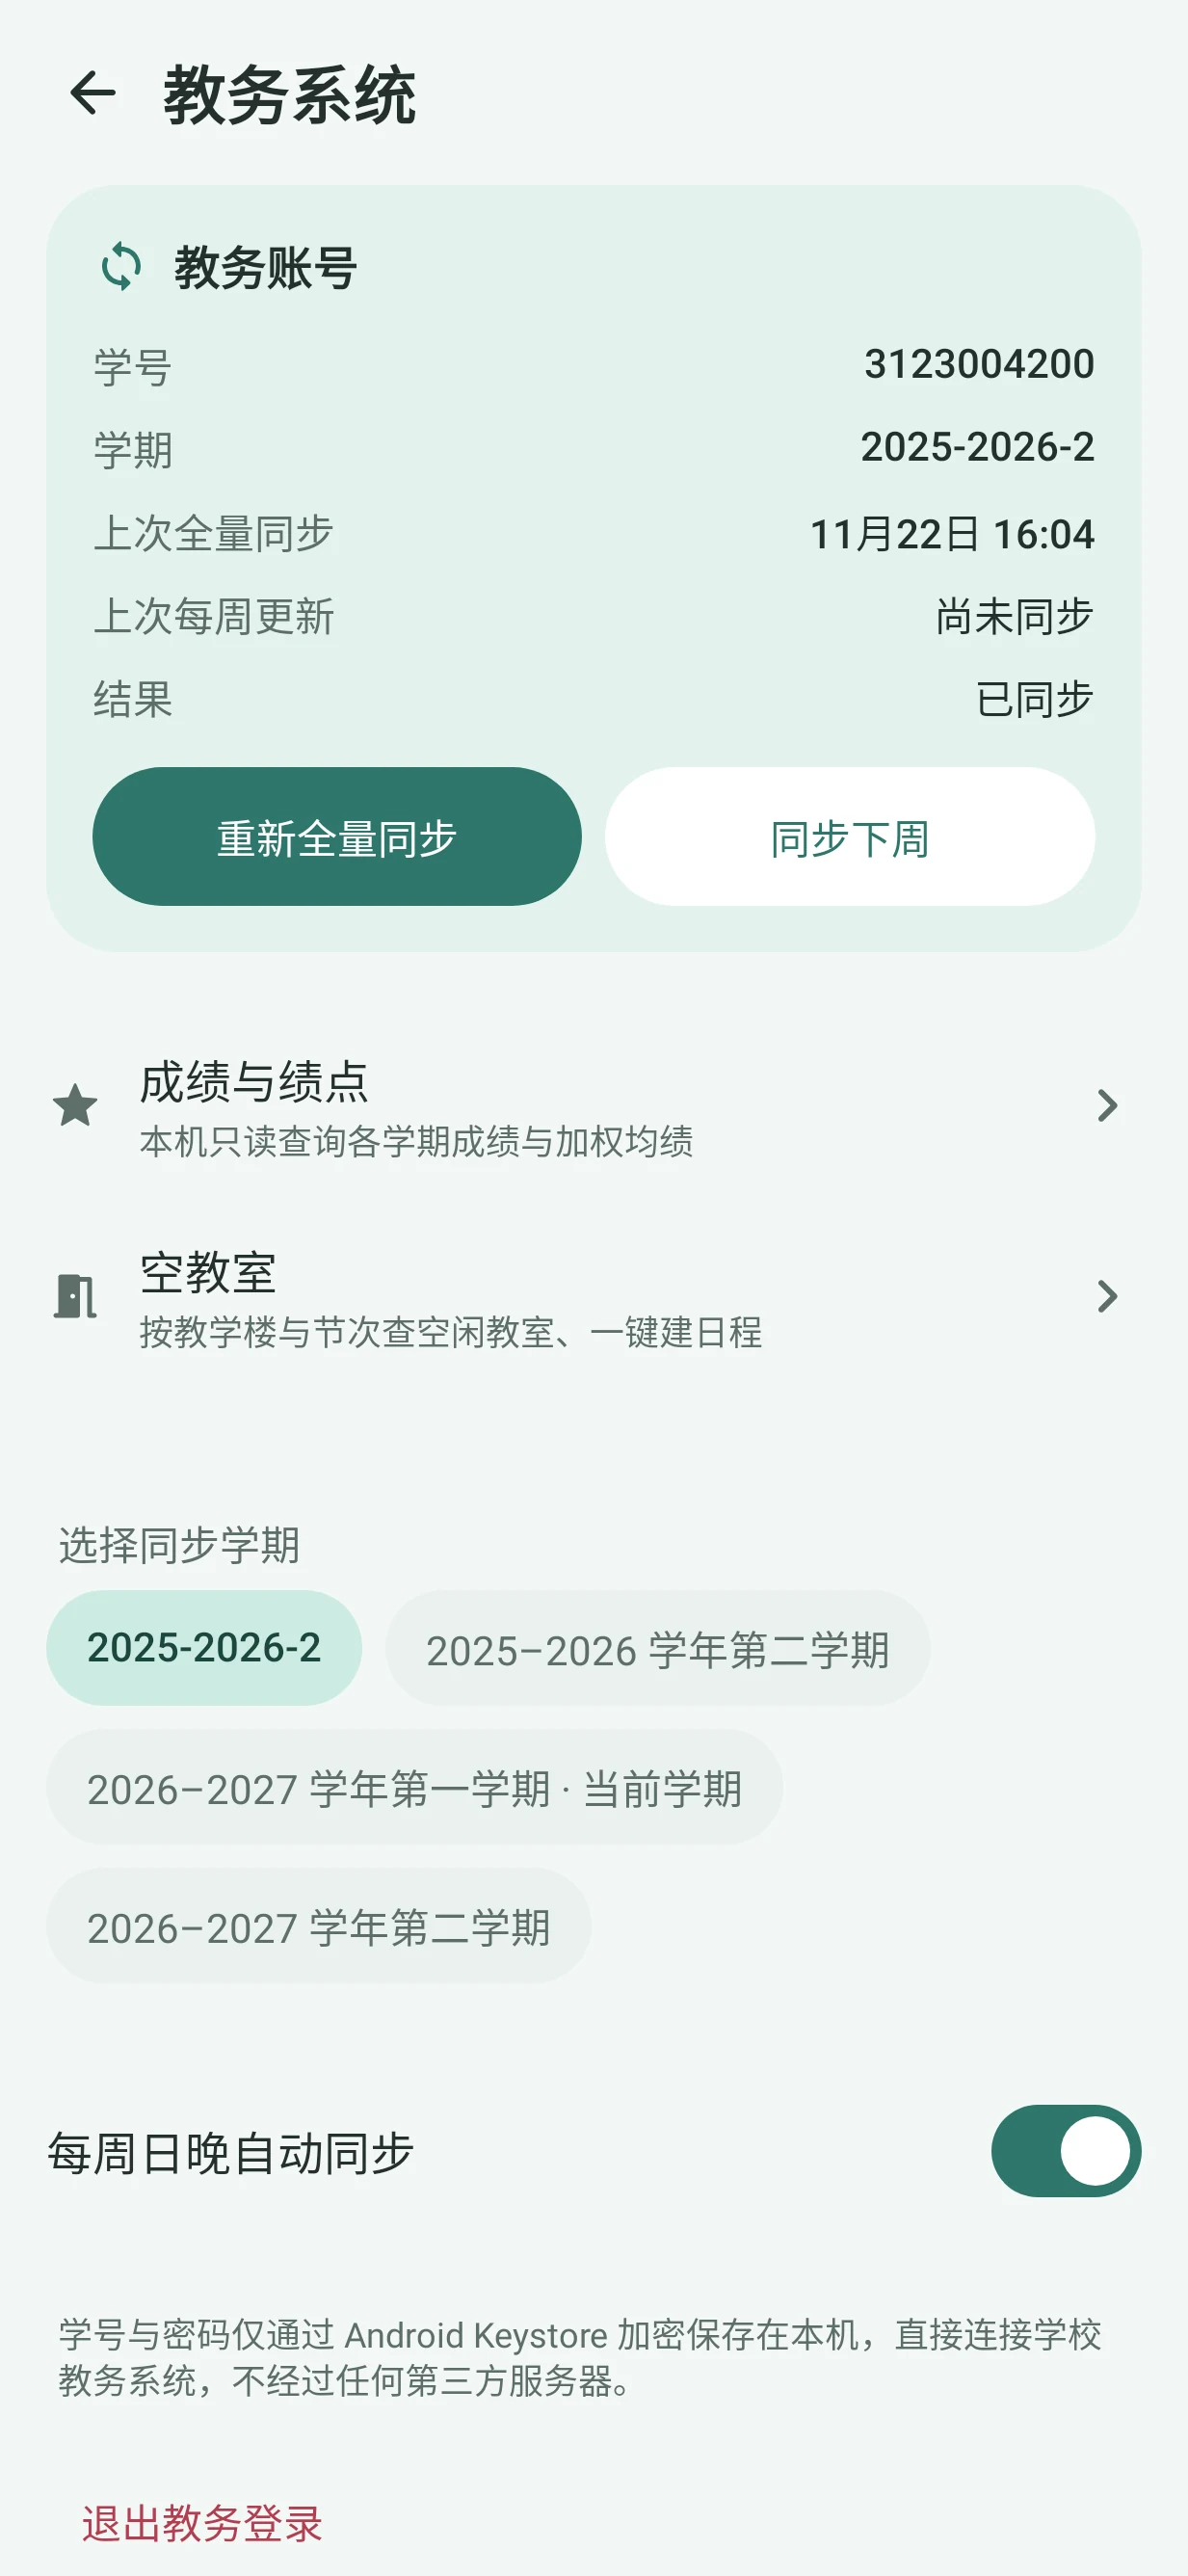 教务系统
教务账号
学号 3123004200
学期 2025-2026-2
上次全量同步 11月22日 16:04
上次每周更新 尚未同步
结果 已同步
重新全量同步 同步下周
成绩与绩点
本机只读查询各学期成绩与加权均绩
空教室
按教学楼与节次查空闲教室、一键建日程
选择同步学期
2025-2026-2 2025–2026 学年第二学期
2026–2027 学年第一学期 · 当前学期
2026–2027 学年第二学期
每周日晚自动同步
学号与密码仅通过 Android Keystore 加密保存在本机，直接连接学校
教务系统，不经过任何第三方服务器。
退出教务登录